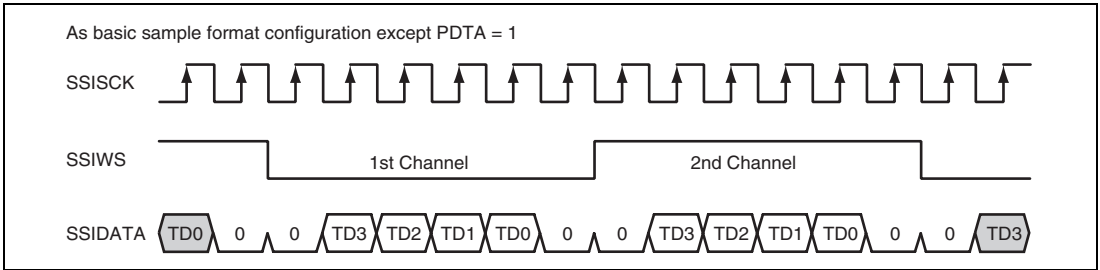 As basic sample format configuration except PDTA = 1
SSISCK
SSIWS 1st Channel 2nd Channel
SSIDATA TD0 0 0 TD3 TD2 TD1 TD0 0 0 TD3 TD2 TD1 TD0 0 0 TD3